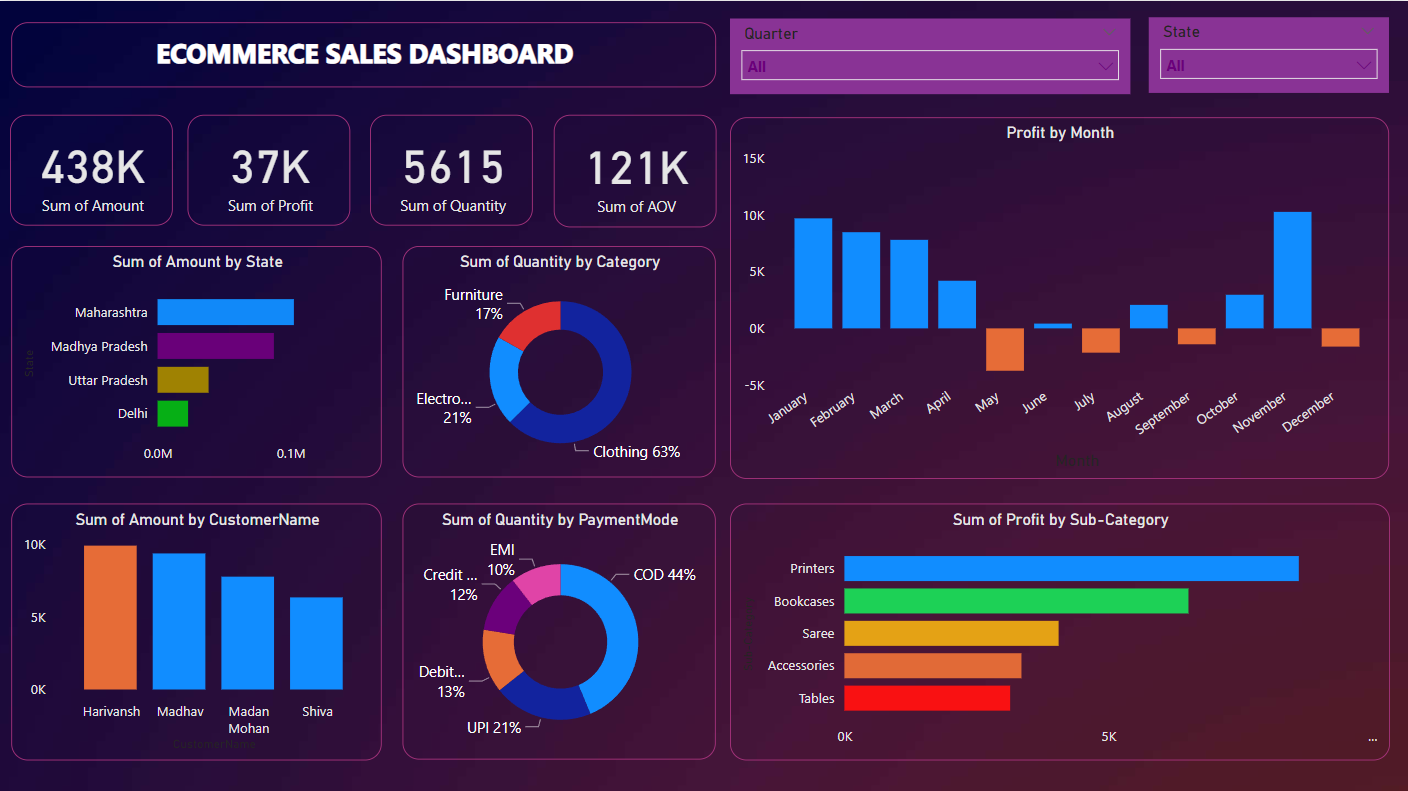 ECOMMERCE SALES DASHBOARD
Quarter
All
State
All
438K
Sum of Amount
37K
Sum of Profit
5615
Sum of Quantity
121K
Sum of AOV
Profit by Month
15K
10K
5K
0K
-5K
January
February
March
April
May
June
July
August
September
October
November
December
Month
Sum of Amount by State
State
Maharashtra
Madhya Pradesh
Uttar Pradesh
Delhi
0.0M
0.1M
Sum of Quantity by Category
Furniture
17%
Electro...
21%
Clothing 63%
Sum of Amount by CustomerName
10K
5K
0K
Harivansh
Madhav
Madan
Mohan
Shiva
CustomerName
Sum of Quantity by PaymentMode
EMI
10%
Credit ...
12%
COD 44%
Debit...
13%
UPI 21%
Sum of Profit by Sub-Category
Printers
Bookcases
Saree
Accessories
Tables
0K
5K
...